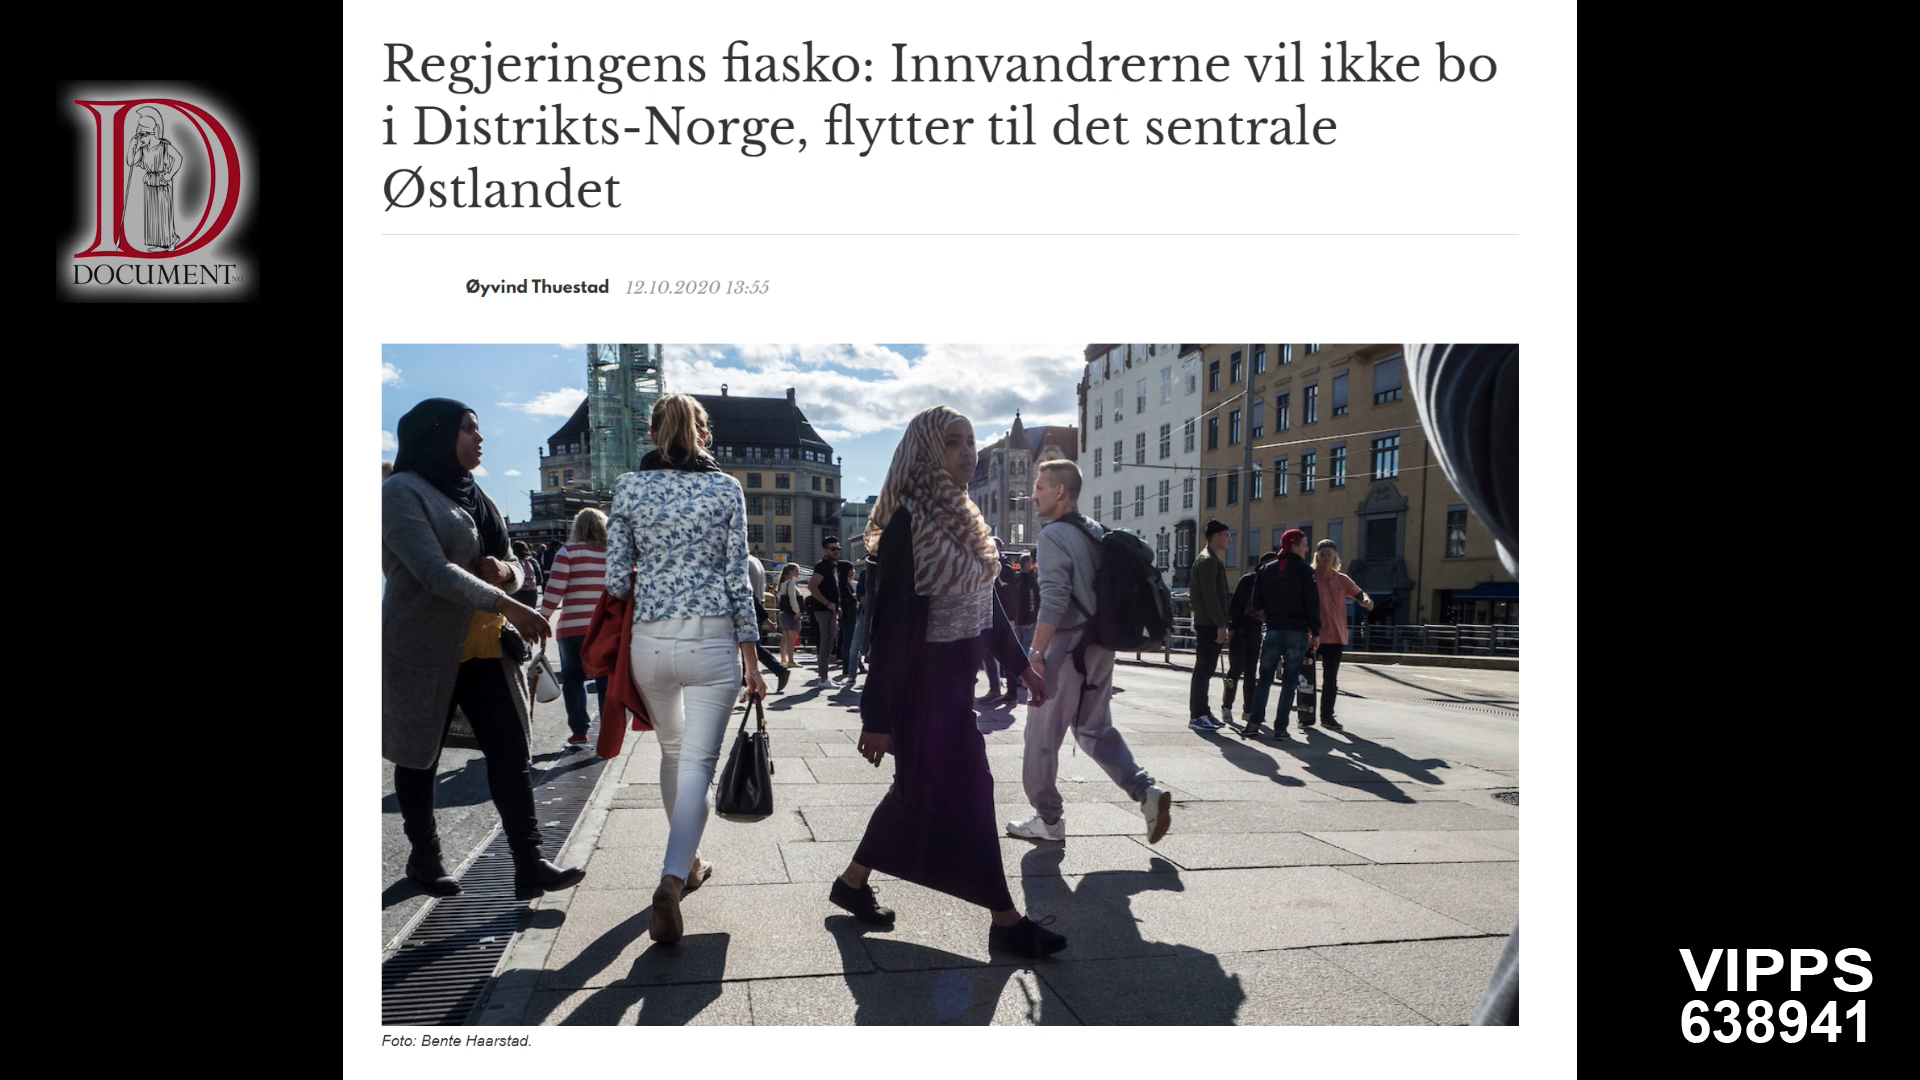 Regjeringens fiasko: Innvandrerne vil ikke bo
i Distrikts-Norge, flytter til det sentrale
Østlandet
DOCUMENT.NO
Øyvind Thuestad 12.10.2020 13:55
Foto: Bente Haarstad.
VIPPS
638941